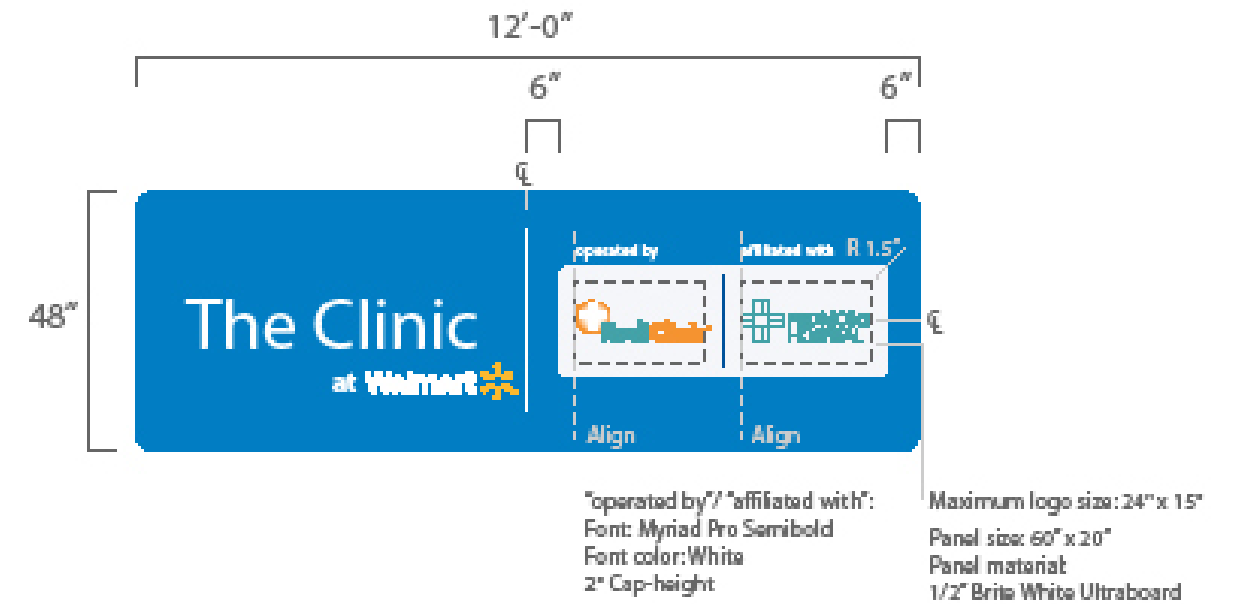 12'-0"
6" 6"
℄
48"
operated by affiliated with R 1.5"
The Clinic
℄
at Walmart
Align Align
"operated by"/ "affiliated with":
Font: Myriad Pro Semibold
Font color: White
2" Cap-height
Maximum logo size: 24" x 15"
Panel size: 60" x 20"
Panel material:
1/2" Brite White Ultraboard